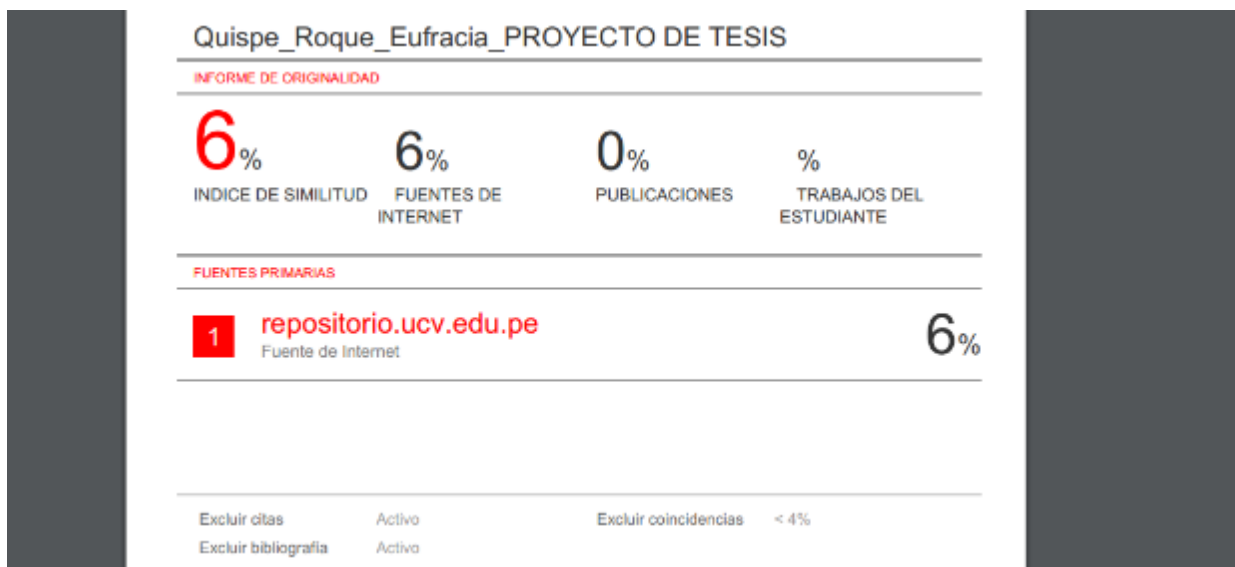 Quispe_Roque_Eufracia_PROYECTO DE TESIS
INFORME DE ORIGINALIDAD
6% 6% 0% %
INDICE DE SIMILITUD FUENTES DE INTERNET PUBLICACIONES TRABAJOS DEL ESTUDIANTE
FUENTES PRIMARIAS
1 repositorio.ucv.edu.pe 6%
Fuente de Internet
Excluir citas Activo Excluir coincidencias < 4%
Excluir bibliografía Activo